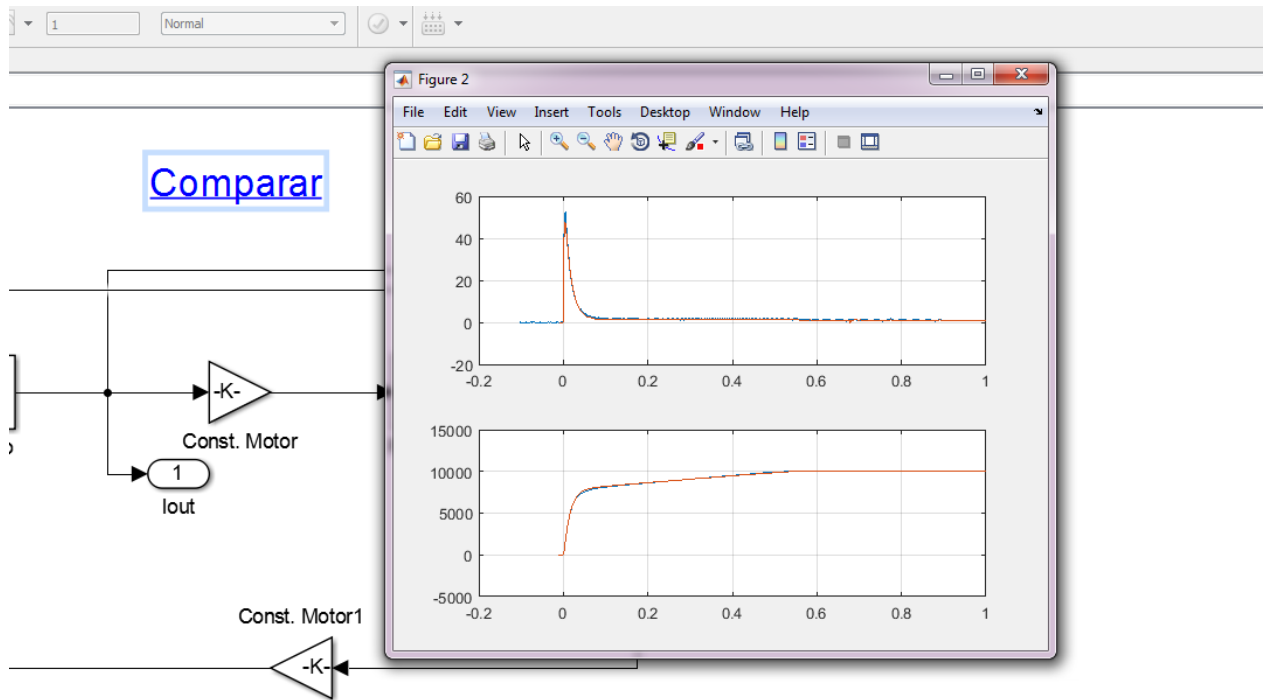 1
Normal
Figure 2
File Edit View Insert Tools Desktop Window Help
Comparar
60
40
20
0
-20
-0.2 0 0.2 0.4 0.6 0.8 1
-K-
Const. Motor
1
Iout
15000
10000
5000
0
-5000
-0.2 0 0.2 0.4 0.6 0.8 1
Const. Motor1
-K-